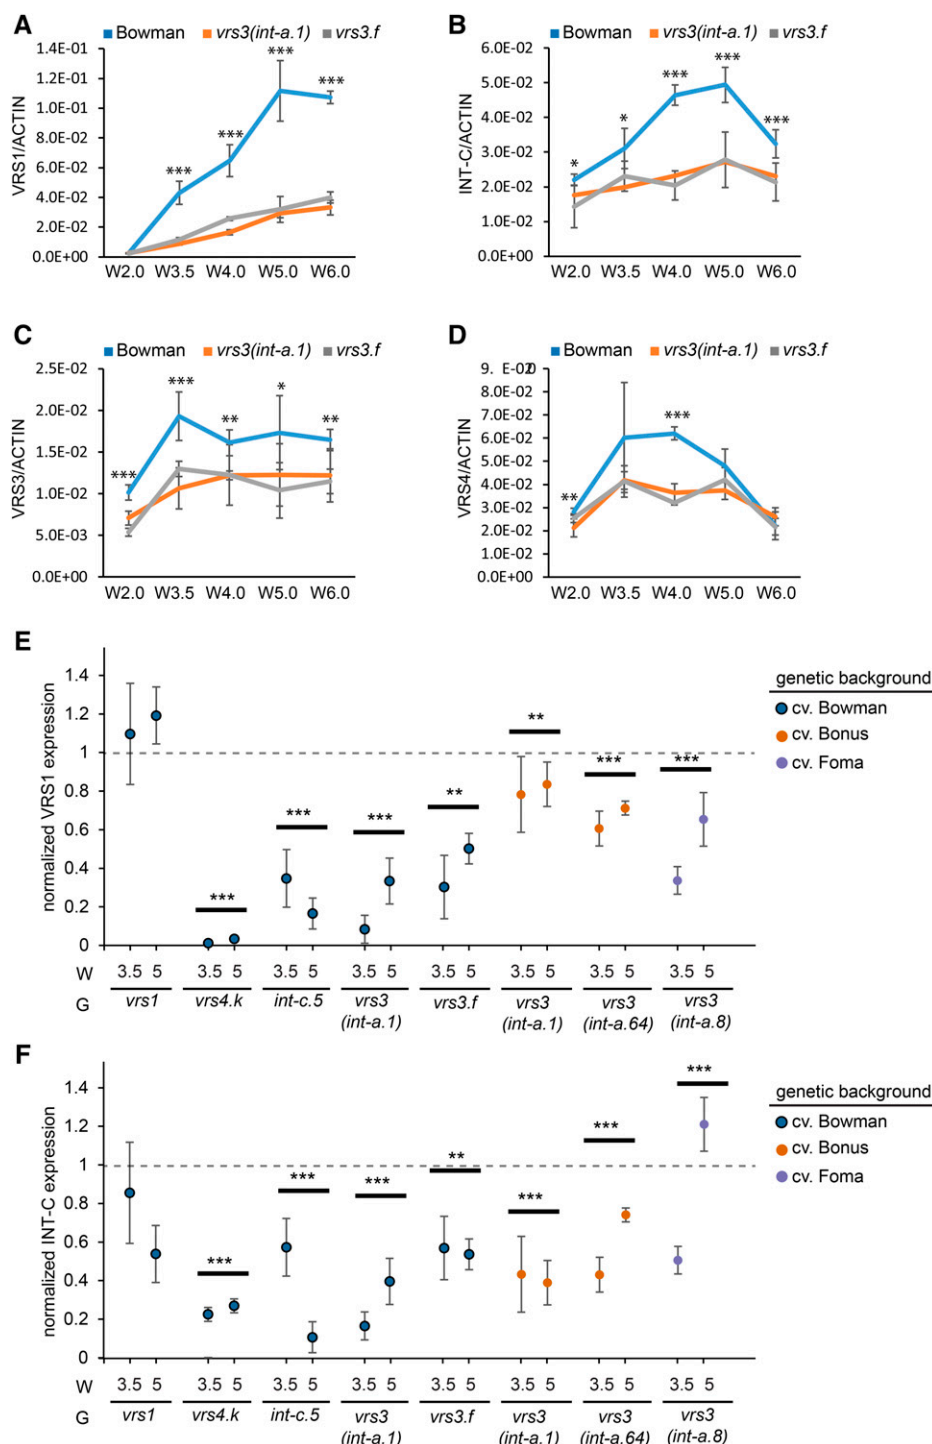 A
Bowman vrs3(int-a.1) vrs.3.f
1.4E-01
1.2E-01
1.0E-01
8.0E-02
6.0E-02
4.0E-02
2.0E-02
0.0E+00
VRS1/ACTIN
*** *** *** ***
W2.0 W3.5 W4.0 W5.0 W6.0
B
Bowman vrs3(int-a.1) vrs3.f
6.0E-02
5.0E-02
4.0E-02
3.0E-02
2.0E-02
1.0E-02
0.0E+00
INT-C/ACTIN
* * *** *** ***
W2.0 W3.5 W4.0 W5.0 W6.0
C
Bowman vrs3(int-a.1) vrs3.f
2.5E-02
2.0E-02
1.5E-02
1.0E-02
5.0E-03
0.0E+00
VRS3/ACTIN
*** *** ** * **
W2.0 W3.5 W4.0 W5.0 W6.0
D
Bowman vrs3(int-a.1) vrs3.f
8.0E-02
7.0E-02
6.0E-02
5.0E-02
4.0E-02
3.0E-02
2.0E-02
1.0E-02
0.0E+00
VRS4/ACTIN
** ***
W2.0 W3.5 W4.0 W5.0 W6.0
E
1.4
1.2
1
0.8
0.6
0.4
0.2
0
normalized VRS1 expression
*** *** *** ** ** *** ***
W 3.5 5 3.5 5 3.5 5 3.5 5 3.5 5 3.5 5 3.5 5 3.5 5
G vrs1 vrs4.k int-c.5 vrs3 vrs3.f vrs3 vrs3 vrs3
(int-a.1) (int-a.1) (int-a.64) (int-a.8)
genetic background
cv. Bowman
cv. Bonus
cv. Foma
F
1.4
1.2
1
0.8
0.6
0.4
0.2
0
normalized INT-C expression
*** *** *** ** *** *** ***
W 3.5 5 3.5 5 3.5 5 3.5 5 3.5 5 3.5 5 3.5 5 3.5 5
G vrs1 vrs4.k int-c.5 vrs3 vrs3.f vrs3 vrs3 vrs3
(int-a.1) (int-a.1) (int-a.64) (int-a.8)
genetic background
cv. Bowman
cv. Bonus
cv. Foma